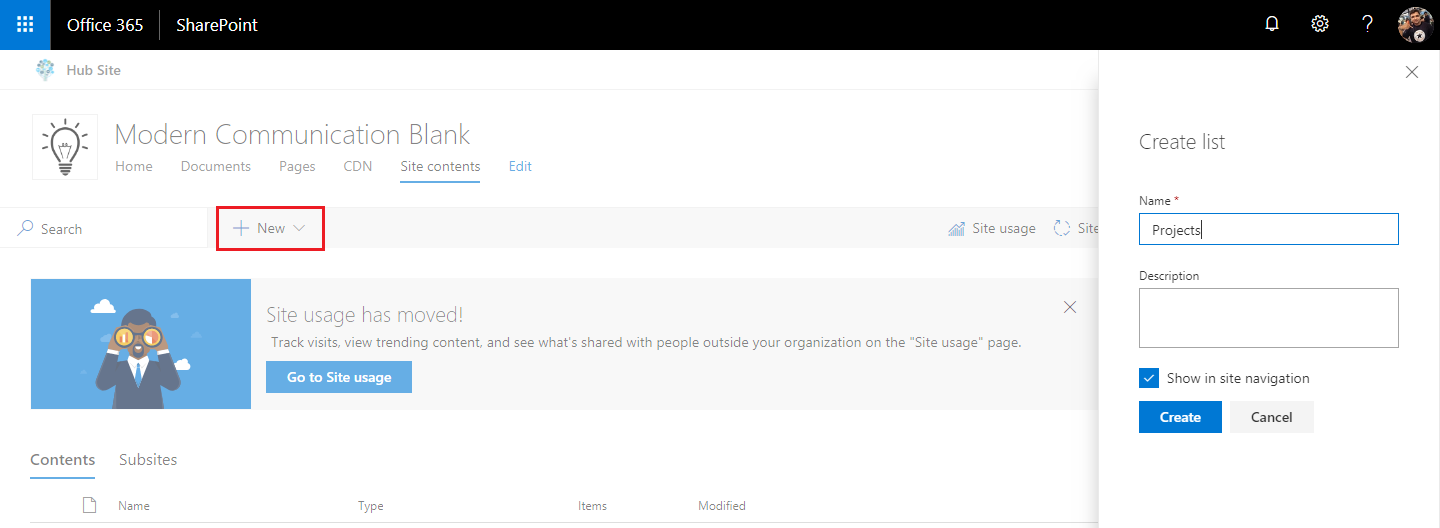 Office 365 SharePoint ?
Hub Site
Modern Communication Blank
Home Documents Pages CDN Site contents Edit
Search New Site usage Site
Site usage has moved!
Track visits, view trending content, and see what's shared with people outside your organization on the "Site usage" page.
Go to Site usage
Contents Subsites
Name Type Items Modified
Create list
Name *
Projects
Description
Show in site navigation
Create Cancel